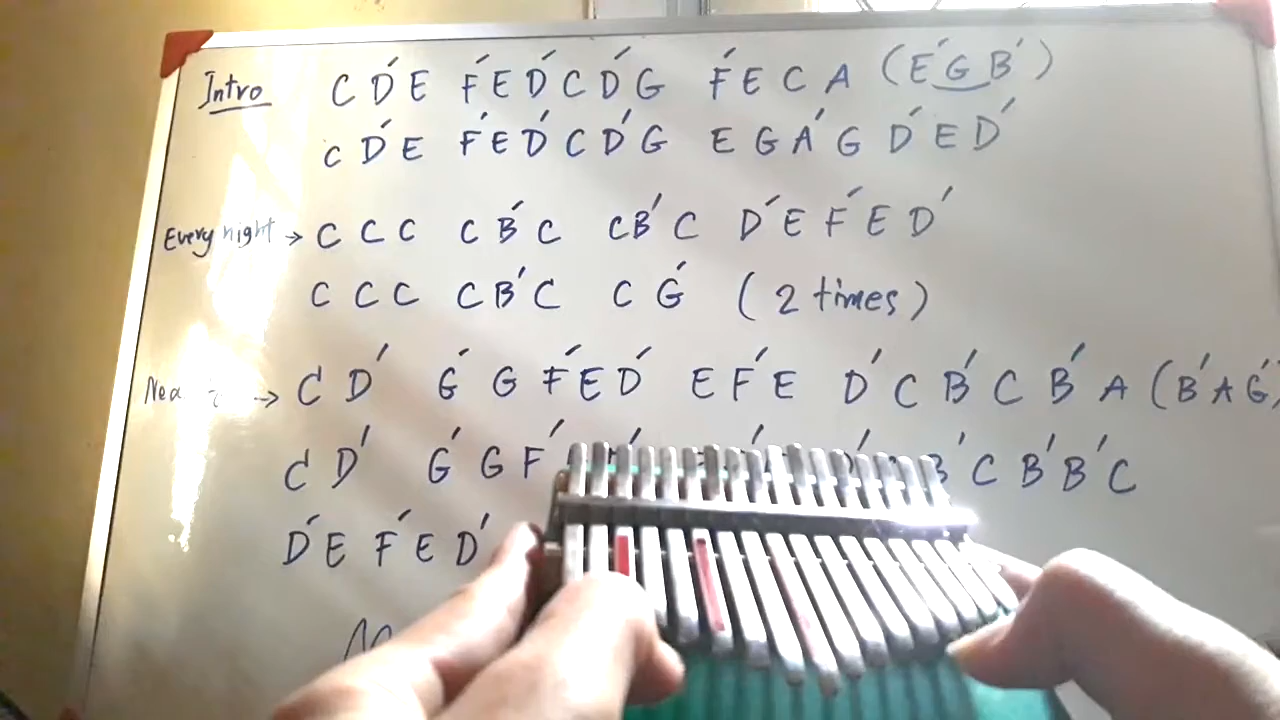 Intro C D' E F' E D' C D' G F' E C A (E' G B')
C D' E F' E D' C D' G E G A' G D' E D'
Every night → C C C C B' C C B' C D' E F' E D'
C C C C B' C C G' (2 times)
→ C D' G' G F' E D' E F' E D' C B' C B' A (B' A G'
C D' G' G F' B' C B' B' C
D' E F' E D'